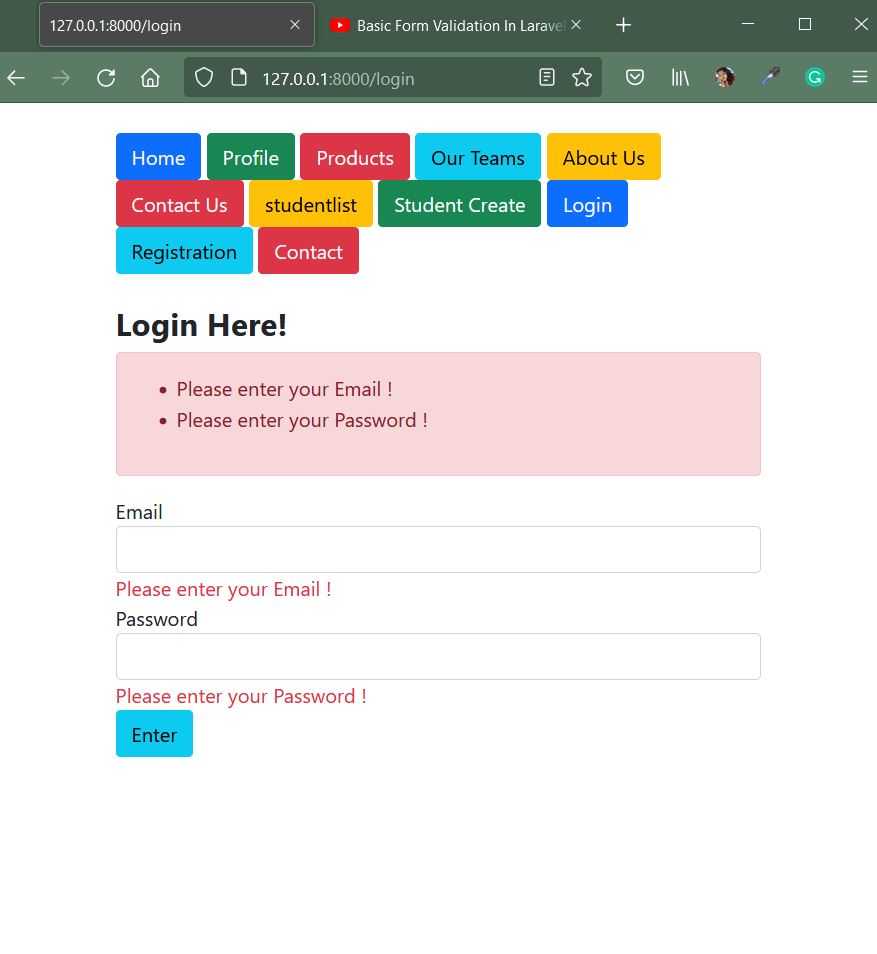 127.0.0.1:8000/login
Basic Form Validation In Laravel
127.0.0.1:8000/login
Home Profile Products Our Teams About Us
Contact Us studentlist Student Create Login
Registration Contact
Login Here!
Please enter your Email !
Please enter your Password !
Email
Please enter your Email !
Password
Please enter your Password !
Enter